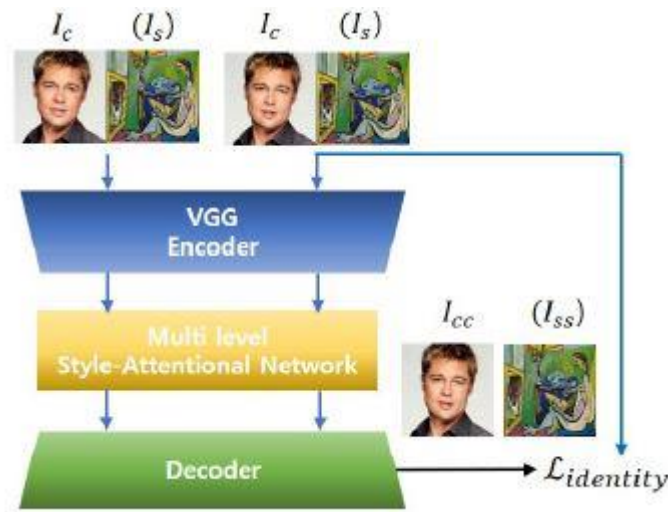 I_c (I_s) I_c (I_s)
VGG
Encoder
Multi level
Style-Attentional Network
I_cc (I_ss)
Decoder
ℒ_identity